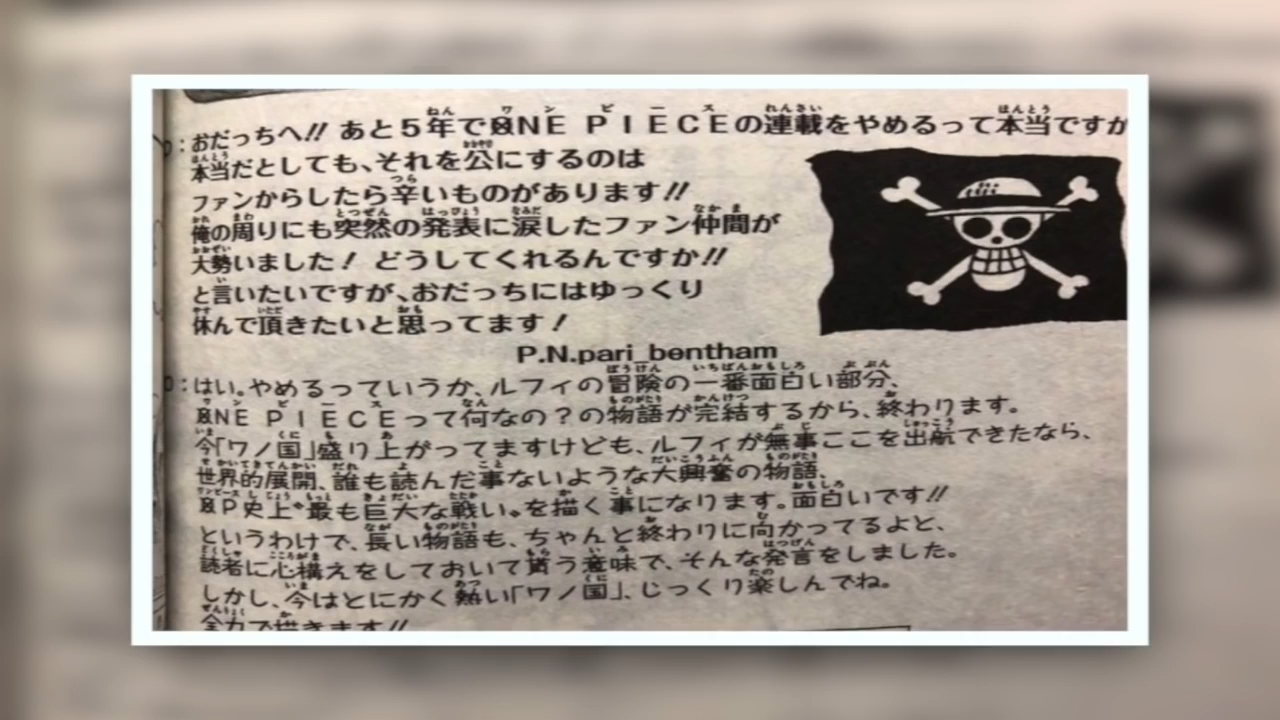 D:おだっちへ!! あと5年でONE PIECEの連載をやめるって本当ですか
本当だとしても、それを公にするのは
ファンからしたら辛いものがあります!!
俺の周りにも突然の発表に涙したファン仲間が
大勢いました! どうしてくれるんですか!!
と言いたいですが、おだっちにはゆっくり
休んで頂きたいと思ってます!
P.N.pari_bentham
O:はい。やめるっていうか、ルフィの冒険の一番面白い部分、
ONE PIECEって何なの?の物語が完結するから、終わります。
今「ワノ国」盛り上がってますけども、ルフィが無事ここを出航できたなら、
世界的展開、誰も読んだ事ないような大興奮の物語、
OP史上"最も巨大な戦い"を描く事になります。面白いです!!
というわけで、長い物語も、ちゃんと終わりに向かってるよと、
読者に心構えをしておいて貰う意味で、そんな発言をしました。
しかし、今はとにかく熱い「ワノ国」、じっくり楽しんでね。
全力で描きます!!